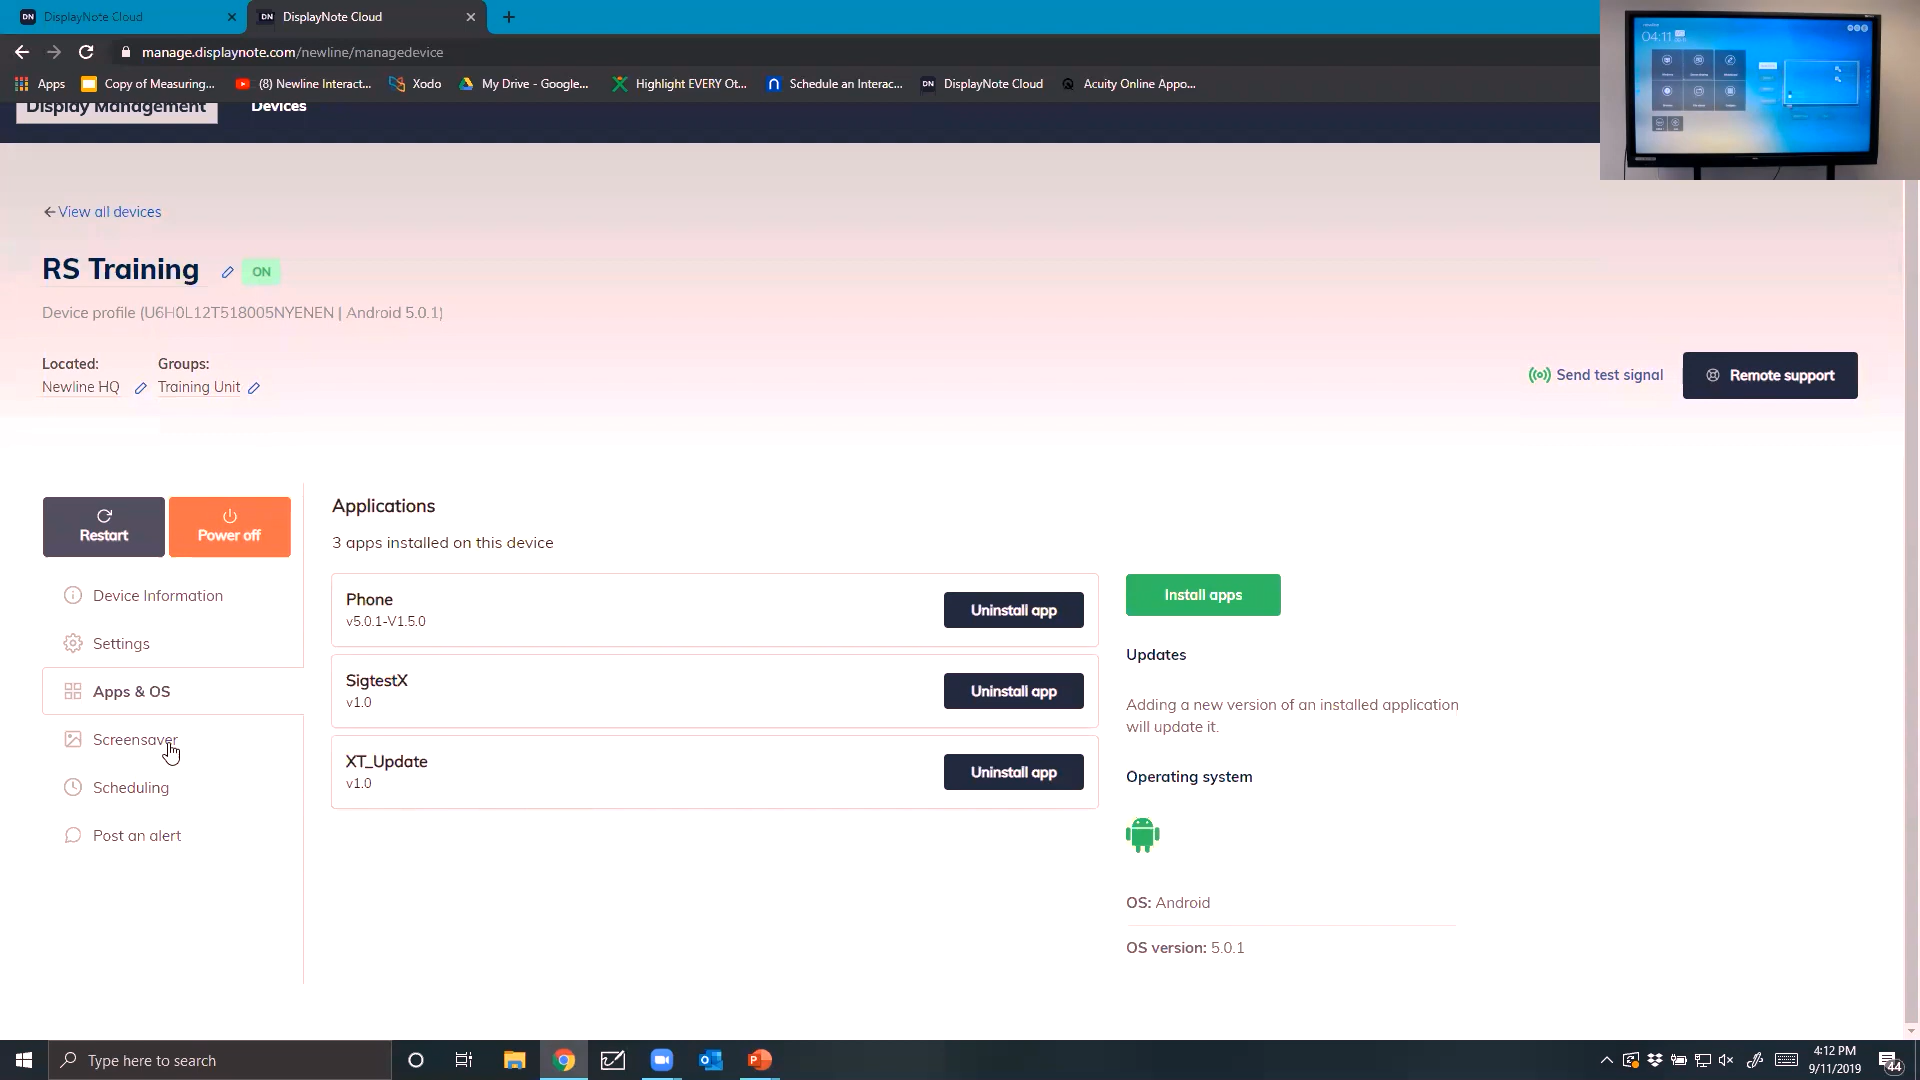 DN DisplayNote Cloud
DN DisplayNote Cloud
manage.displaynote.com/newline/managedevice
Apps
Copy of Measuring...
(8) Newline Interact...
Xodo
My Drive - Google...
Highlight EVERY Ot...
Schedule an Interac...
DN DisplayNote Cloud
Acuity Online Appo...
Display Management
Devices
04:11
View all devices
RS Training
ON
Device profile (U6H0L12T518005NYENEN | Android 5.0.1)
Located:
Groups:
Newline HQ
Training Unit
Send test signal
Remote support
Restart
Power off
Device Information
Settings
Apps & OS
Screensaver
Scheduling
Post an alert
Applications
3 apps installed on this device
Phone
v5.0.1-V1.5.0
Uninstall app
SigtestX
v1.0
Uninstall app
XT_Update
v1.0
Uninstall app
Install apps
Updates
Adding a new version of an installed application
will update it.
Operating system
OS: Android
OS version: 5.0.1
Type here to search
4:12 PM
9/11/2019
44